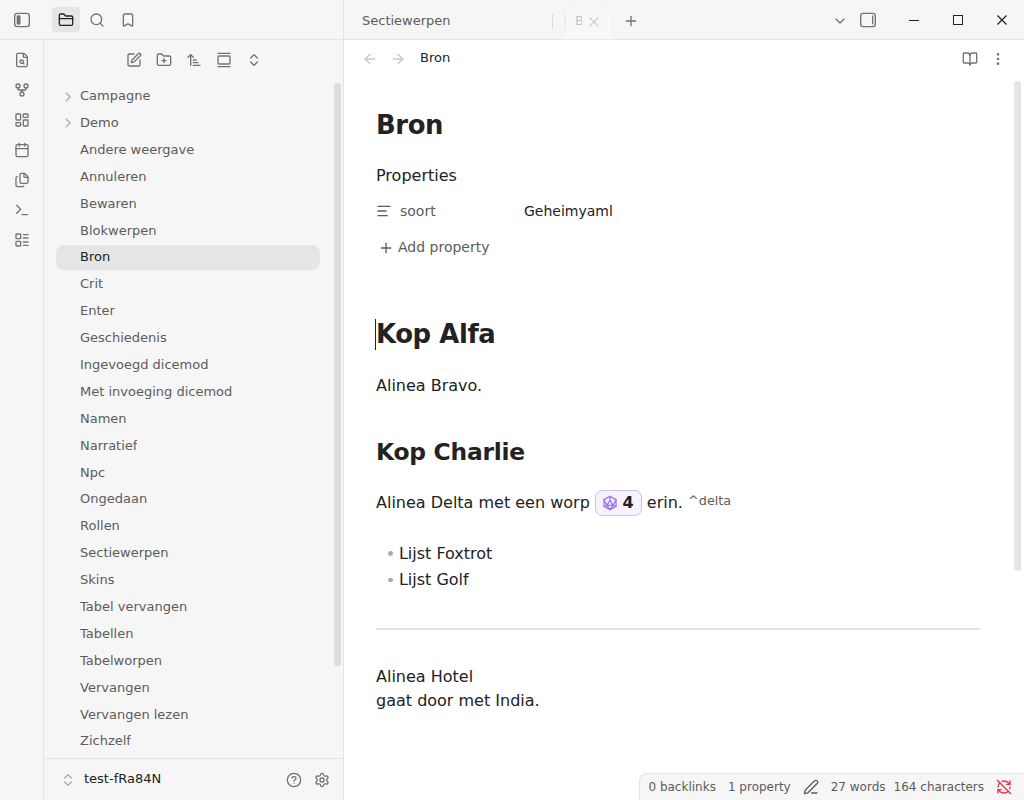 Sectiewerpen
B
Bron
Campagne
Demo
Andere weergave
Annuleren
Bewaren
Blokwerpen
Bron
Crit
Enter
Geschiedenis
Ingevoegd dicemod
Met invoeging dicemod
Namen
Narratief
Npc
Ongedaan
Rollen
Sectiewerpen
Skins
Tabel vervangen
Tabellen
Tabelworpen
Vervangen
Vervangen lezen
Zichzelf
test-fRa84N
Bron
Properties
soort Geheimyaml
Add property
Kop Alfa
Alinea Bravo.
Kop Charlie
Alinea Delta met een worp 4 erin. ^delta
Lijst Foxtrot
Lijst Golf
Alinea Hotel
gaat door met India.
0 backlinks 1 property 27 words 164 characters